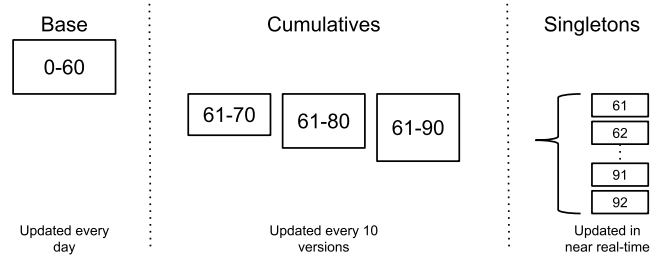 Base
Cumulatives
Singletons
0-60
61-70
61-80
61-90
61
62
91
92
Updated every
day
Updated every 10
versions
Updated in
near real-time